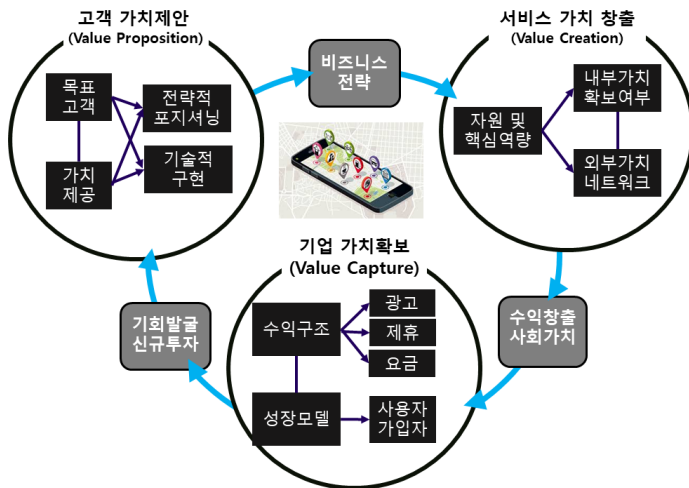 고객 가치제안
(Value Proposition)
목표
고객
전략적
포지셔닝
가치
제공
기술적
구현
비즈니스
전략
서비스 가치 창출
(Value Creation)
자원 및
핵심역량
내부가치
확보여부
외부가치
네트워크
수익창출
사회가치
기업 가치확보
(Value Capture)
수익구조
광고
제휴
요금
성장모델
사용자
가입자
기회발굴
신규투자